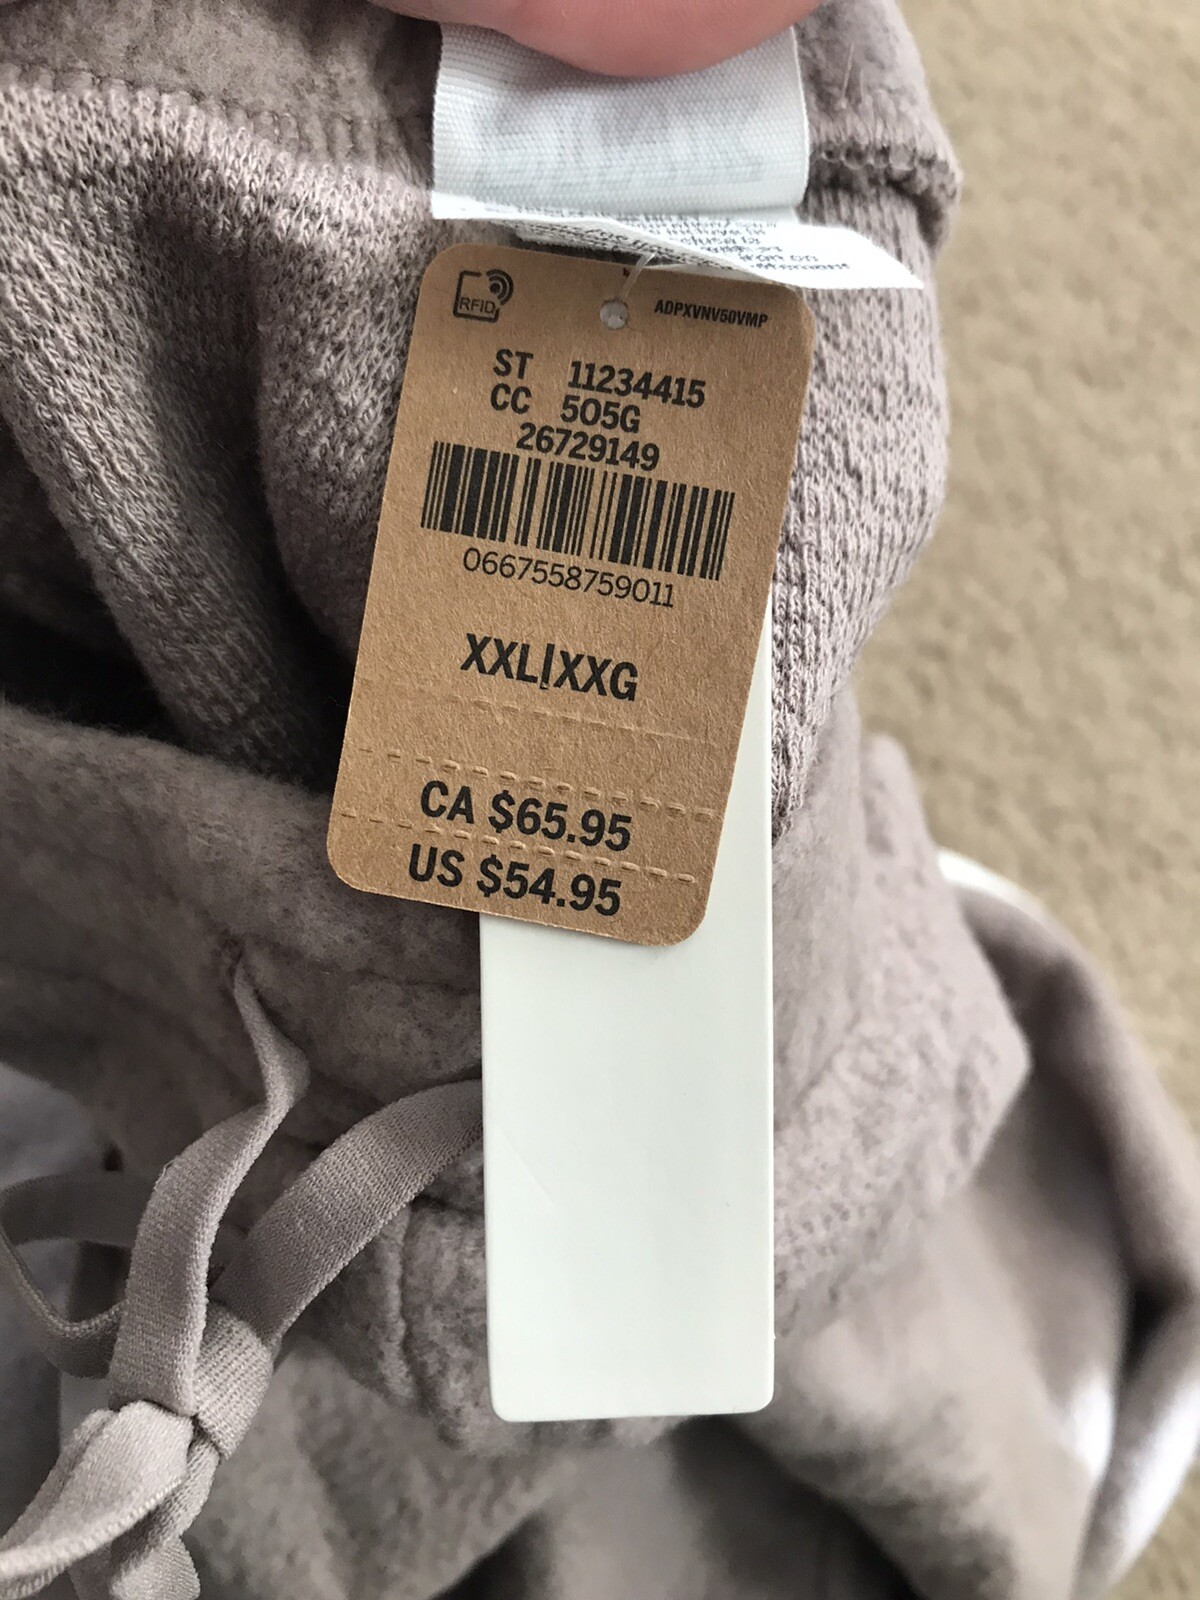 RFID
ADPXVNV50VMP
ST 11234415
CC 505G
26729149
0667558759011
XXL|XXG
CA $65.95
US $54.95